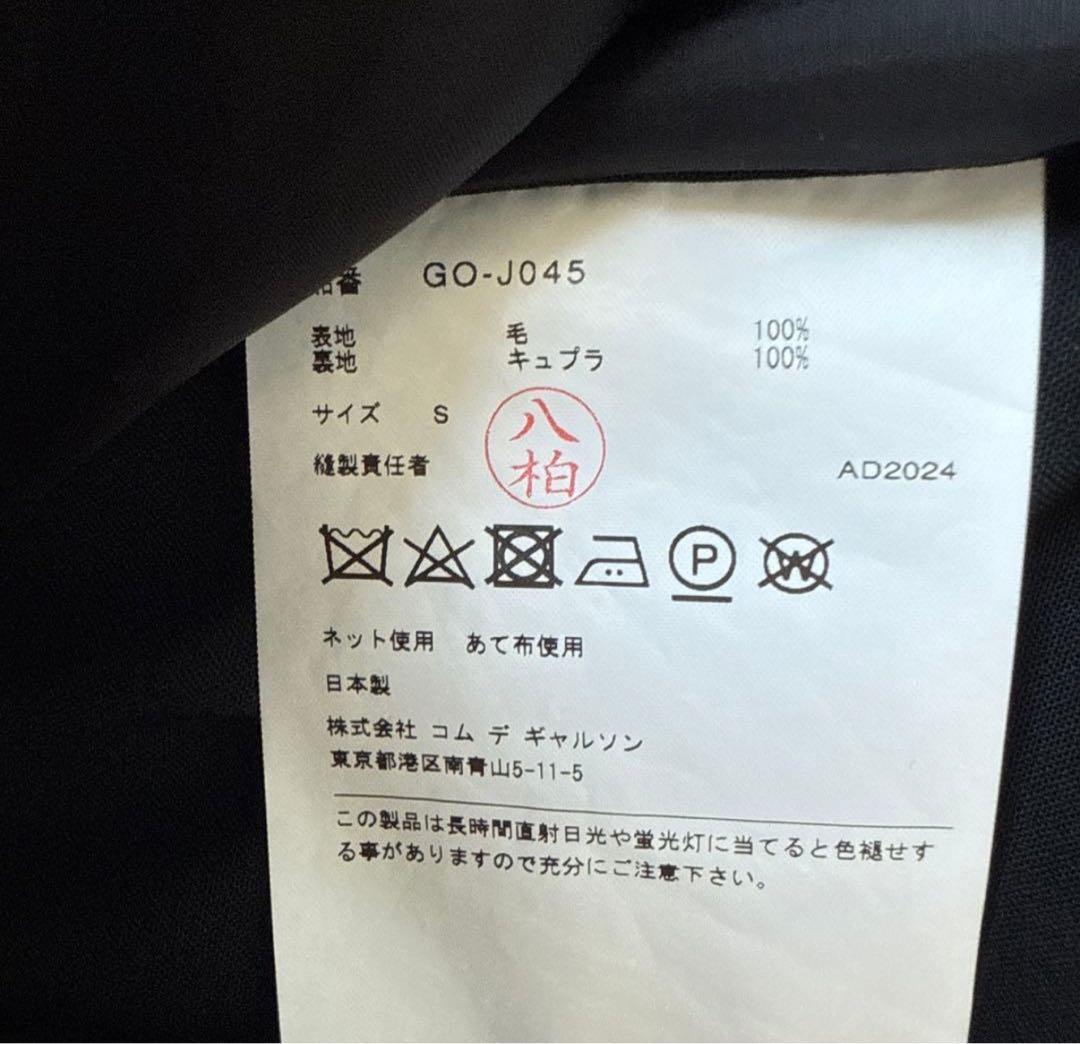 品番 GO-J045
表地 毛 100%
裏地 キュプラ 100%
サイズ S
八柏
縫製責任者 AD2024
P W
ネット使用 あて布使用
日本製
株式会社 コム デ ギャルソン
東京都港区南青山5-11-5
この製品は長時間直射日光や蛍光灯に当てると色褪せす
る事がありますので充分にご注意下さい。